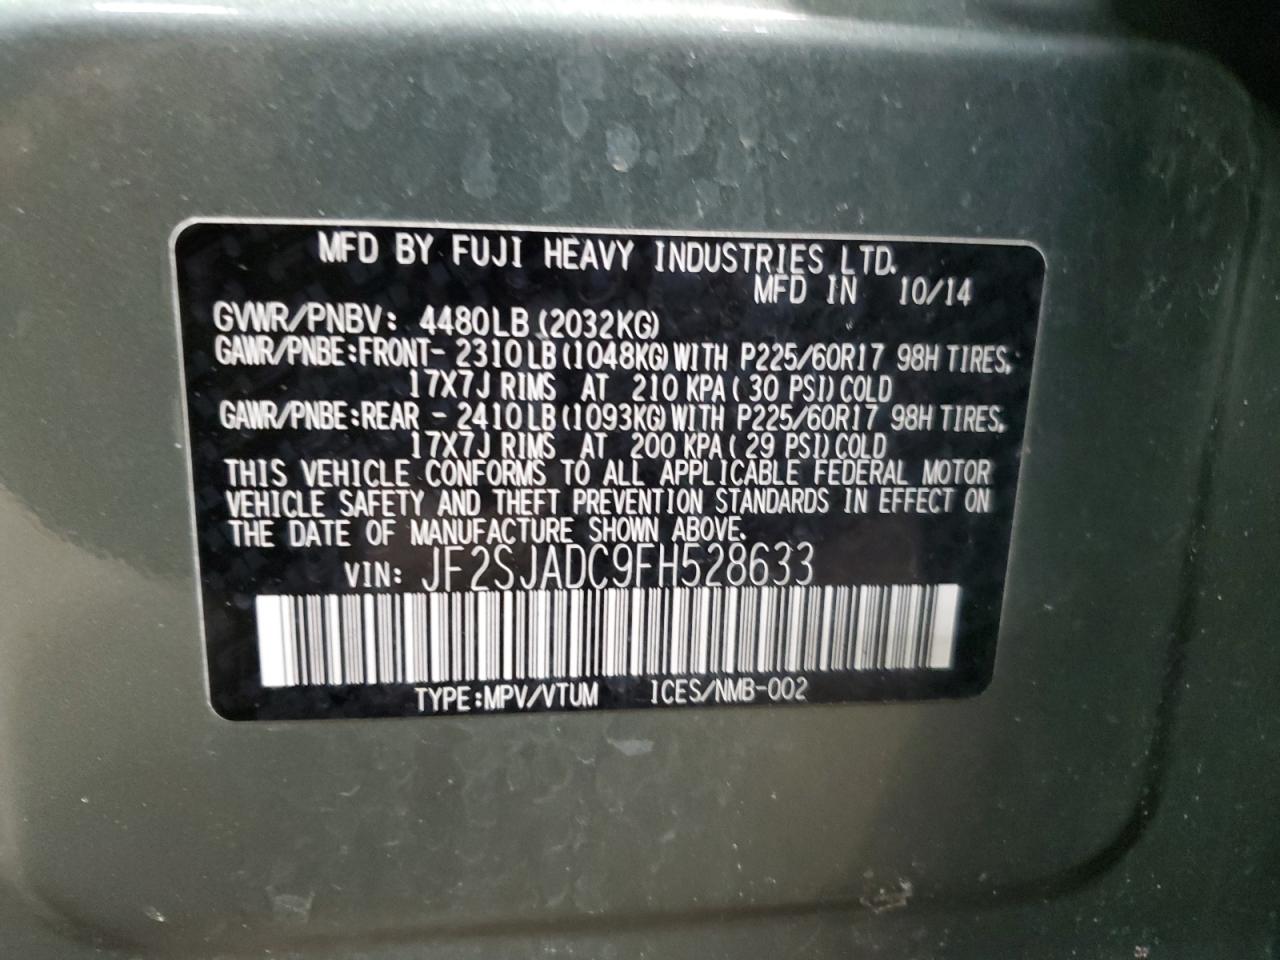 MFD BY FUJI HEAVY INDUSTRIES LTD.
MFD IN 10/14
GVWR/PNBV: 4480LB (2032KG)
GAWR/PNBE:FRONT- 2310LB(1048KG)WITH P225/60R17 98H TIRES,
17X7J RIMS AT 210 KPA( 30 PSI)COLD
GAWR/PNBE:REAR - 2410LB(1093KG)WITH P225/60R17 98H TIRES,
17X7J RIMS AT 200 KPA( 29 PSI)COLD
THIS VEHICLE CONFORMS TO ALL APPLICABLE FEDERAL MOTOR
VEHICLE SAFETY AND THEFT PREVENTION STANDARDS IN EFFECT ON
THE DATE OF MANUFACTURE SHOWN ABOVE.
VIN: JF2SJADC9FH528633
TYPE:MPV/VTUM ICES/NMB-002